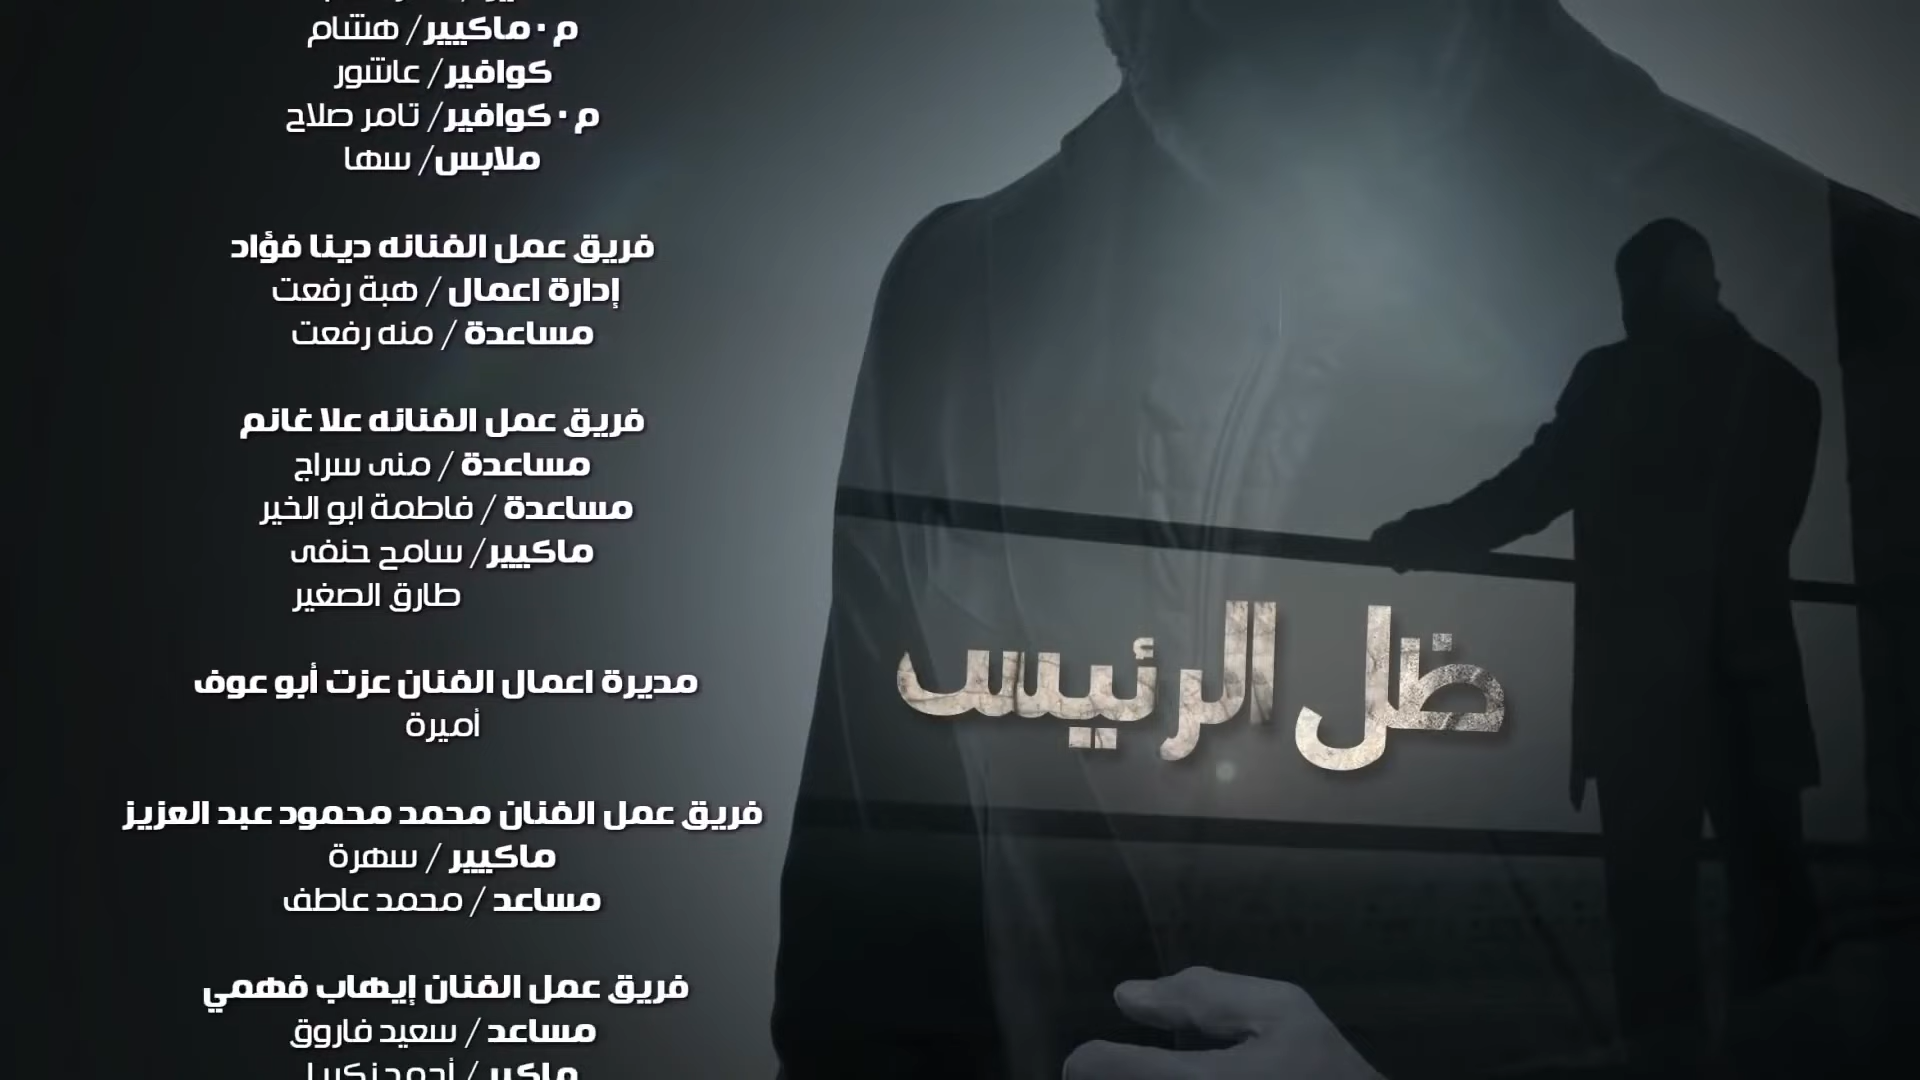 م . ماكيير/ هشام
كوافير/ عاشور
م . كوافير/ تامر صلاح
ملابس/ سها
فريق عمل الفنانه دينا فؤاد
إدارة اعمال / هبة رفعت
مساعدة / منه رفعت
فريق عمل الفنانه علا غانم
مساعدة / منى سراج
مساعدة / فاطمة ابو الخير
ماكيير/ سامح حنفى
طارق الصغير
مديرة اعمال الفنان عزت أبو عوف
أميرة
فريق عمل الفنان محمد محمود عبد العزيز
ماكيير / سهرة
مساعد / محمد عاطف
فريق عمل الفنان إيهاب فهمي
مساعد / سعيد فاروق
ماكير / أحمد زكريا
ظل الرئيس